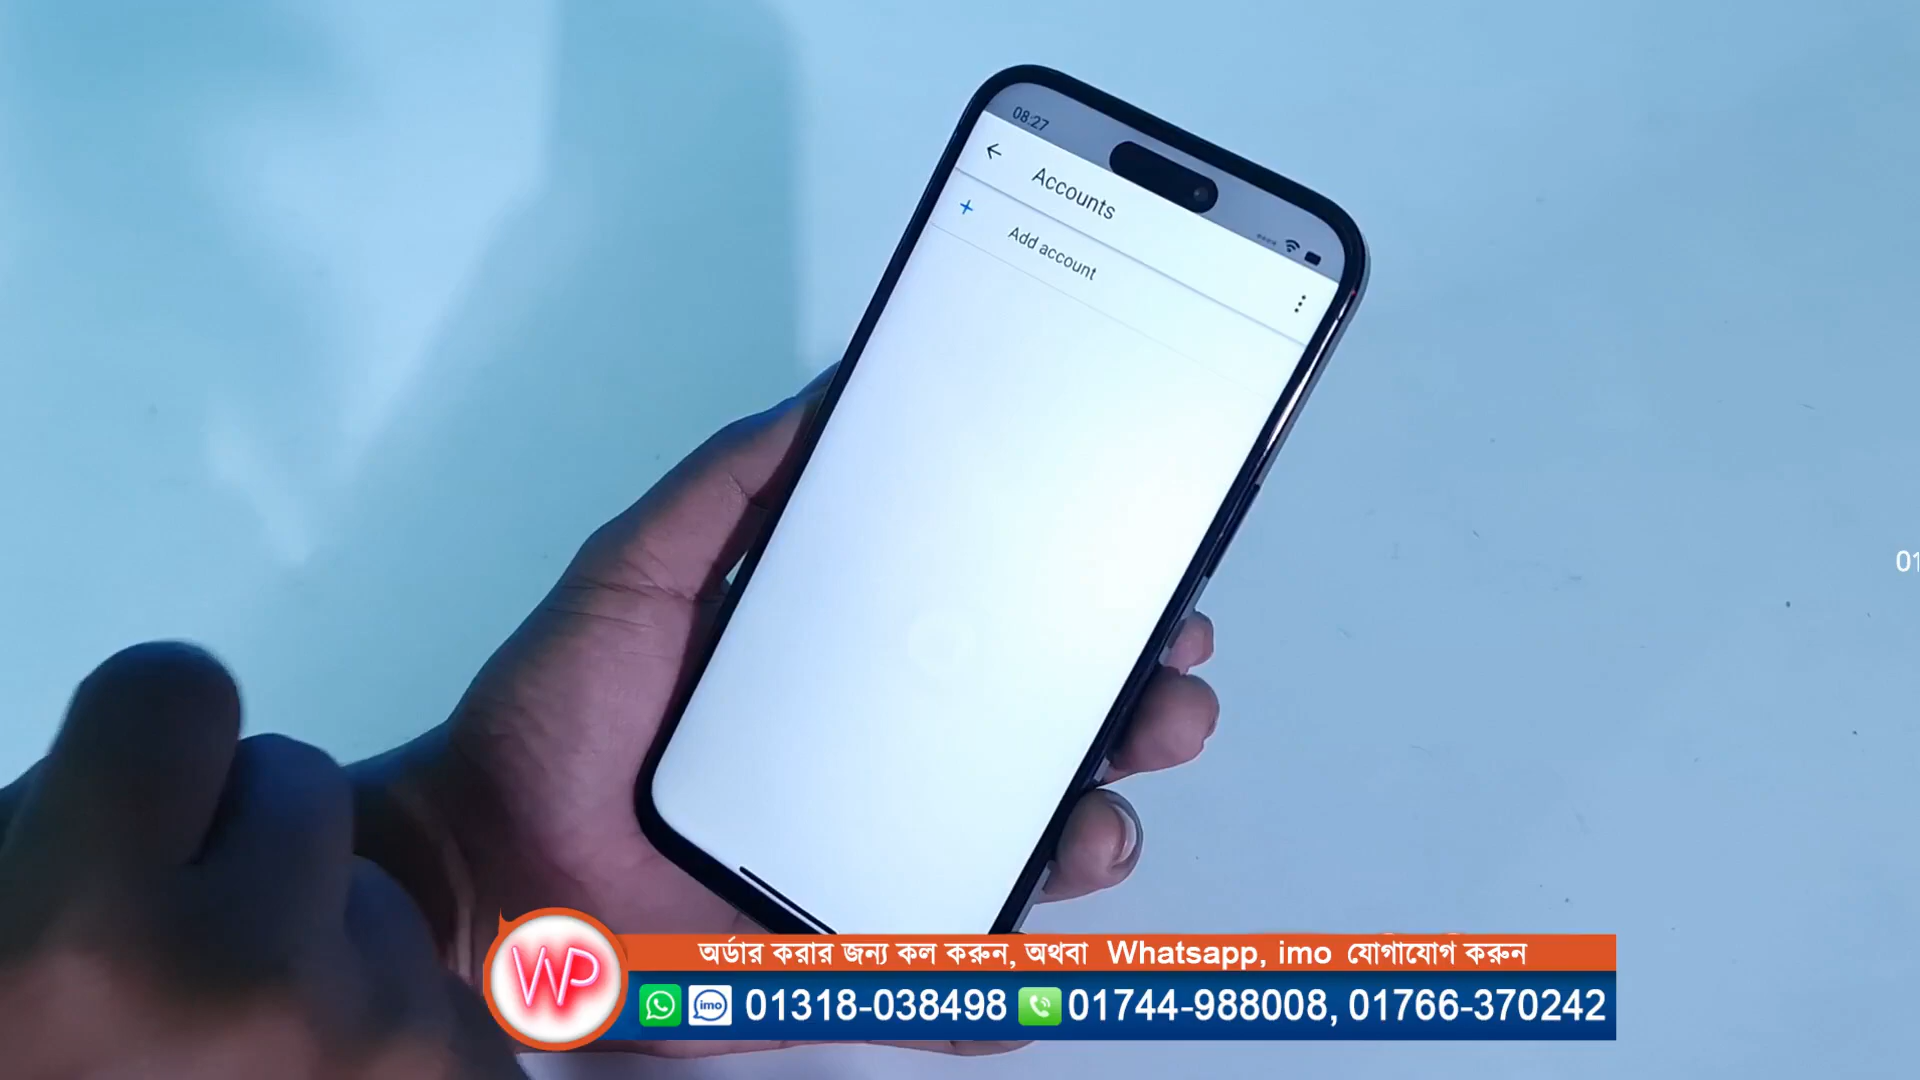 08:27
Accounts
Add account
01
WP
অর্ডার করার জন্য কল করুন, অথবা Whatsapp, imo যোগাযোগ করুন
imo 01318-038498 01744-988008, 01766-370242